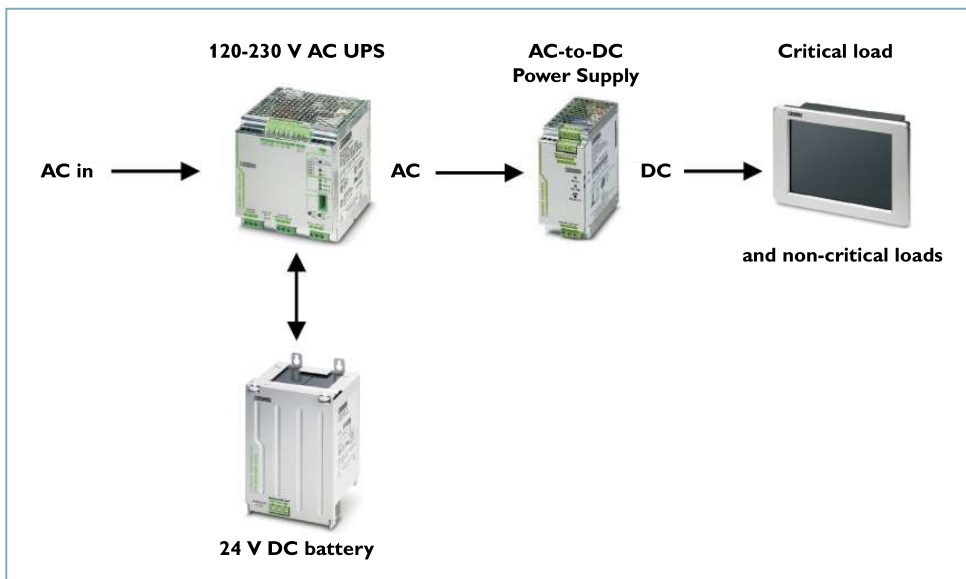 120-230 V AC UPS
AC-to-DC
Power Supply
Critical load
AC in
AC
DC
and non-critical loads
24 V DC battery